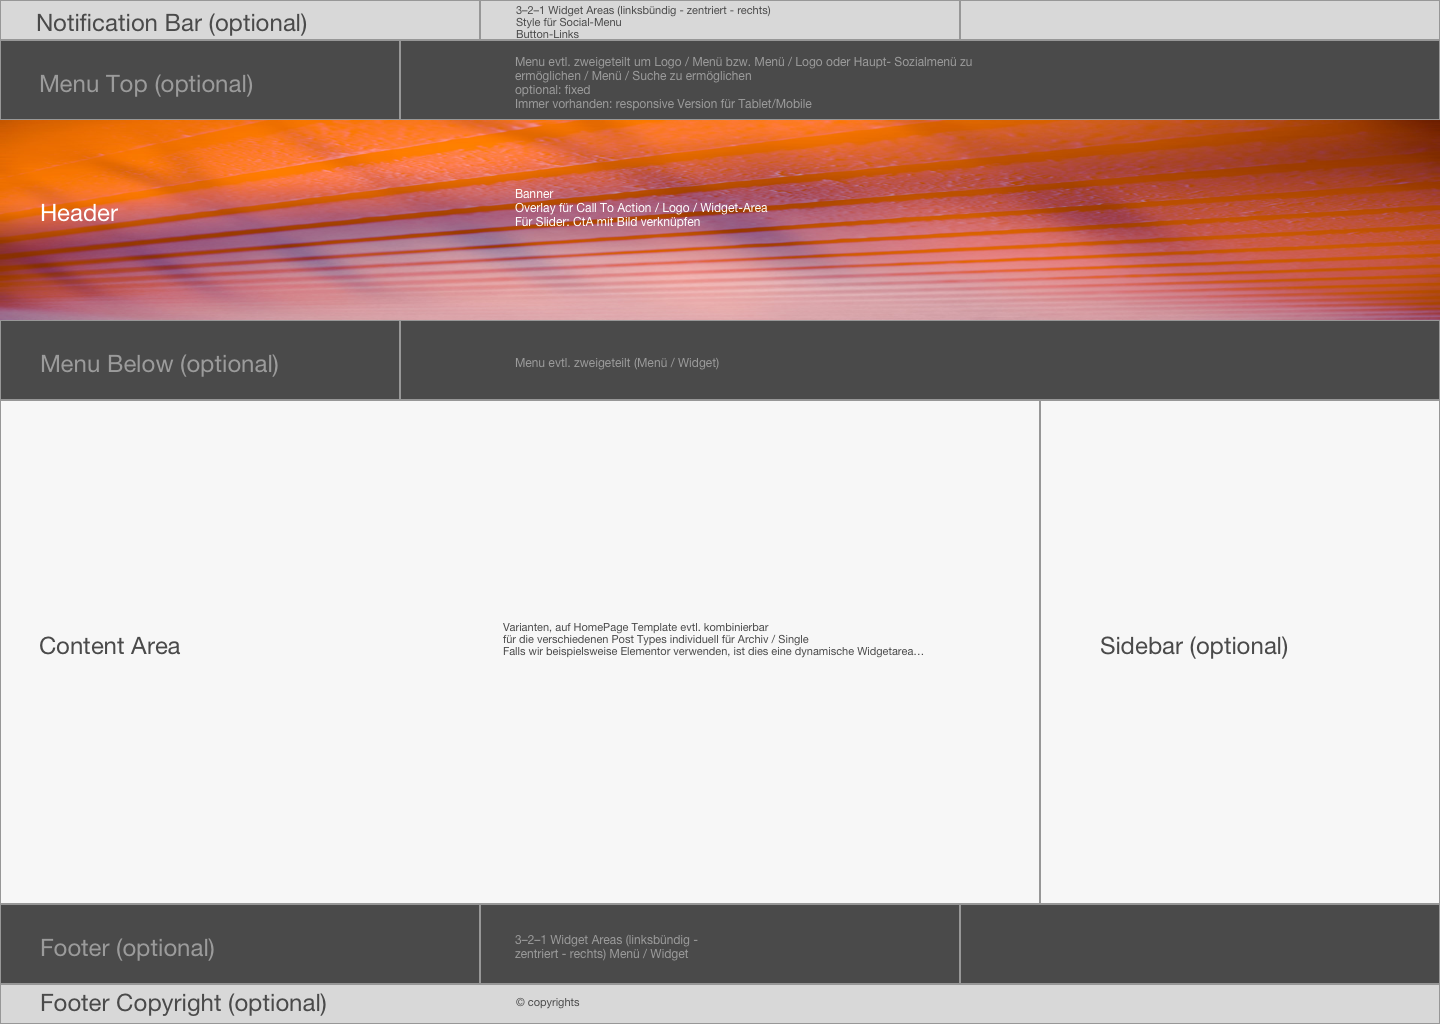 Notification Bar (optional)
3–2–1 Widget Areas (linksbündig - zentriert - rechts)
Style für Social-Menu
Button-Links
Menu Top (optional)
Menu evtl. zweigeteilt um Logo / Menü bzw. Menü / Logo oder Haupt- Sozialmenü zu
ermöglichen / Menü / Suche zu ermöglichen
optional: fixed
Immer vorhanden: responsive Version für Tablet/Mobile
Header
Banner
Overlay für Call To Action / Logo / Widget-Area
Für Slider: CtA mit Bild verknüpfen
Menu Below (optional)
Menu evtl. zweigeteilt (Menü / Widget)
Content Area
Varianten, auf HomePage Template evtl. kombinierbar
für die verschiedenen Post Types individuell für Archiv / Single
Falls wir beispielsweise Elementor verwenden, ist dies eine dynamische Widgetarea…
Sidebar (optional)
Footer (optional)
3–2–1 Widget Areas (linksbündig -
zentriert - rechts) Menü / Widget
Footer Copyright (optional)
© copyrights